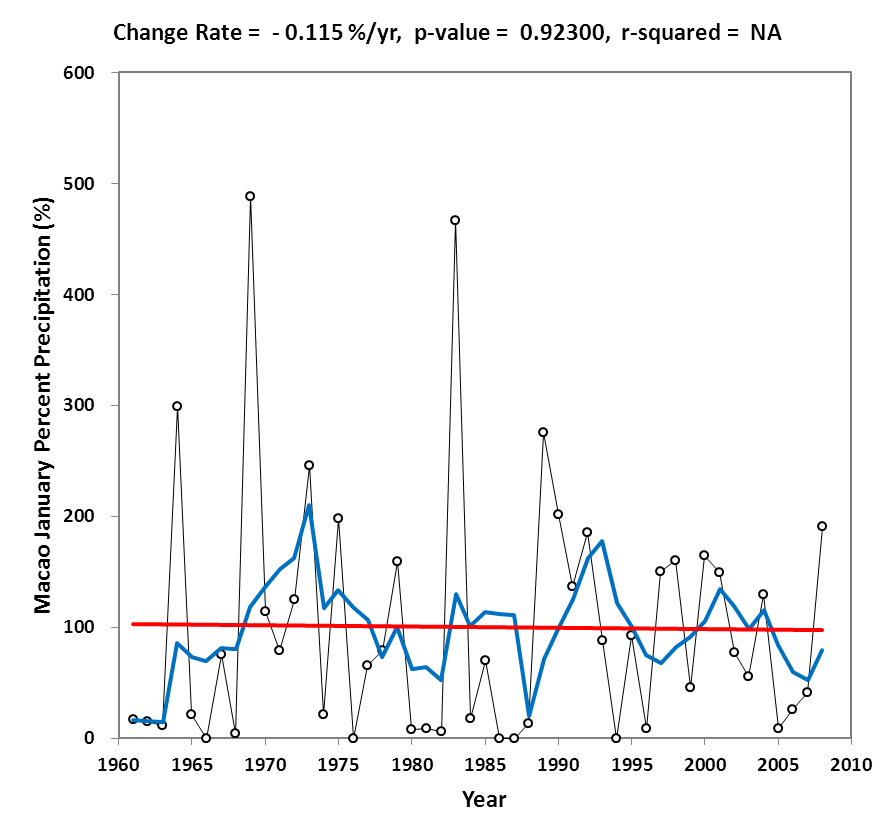 Change Rate = - 0.115 %/yr, p-value = 0.92300, r-squared = NA
Macao January Percent Precipitation (%)
600
500
400
300
200
100
0
1960 1965 1970 1975 1980 1985 1990 1995 2000 2005 2010
Year